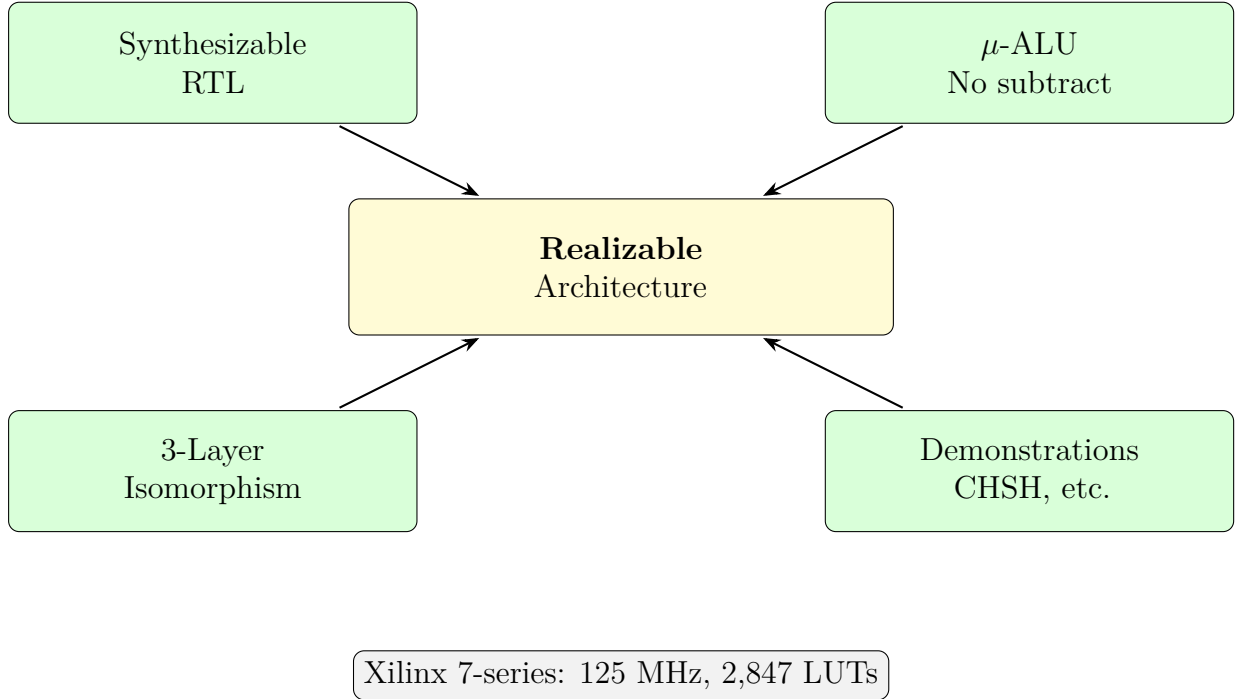 Synthesizable
RTL
μ-ALU
No subtract
Realizable
Architecture
3-Layer
Isomorphism
Demonstrations
CHSH, etc.
Xilinx 7-series: 125 MHz, 2,847 LUTs